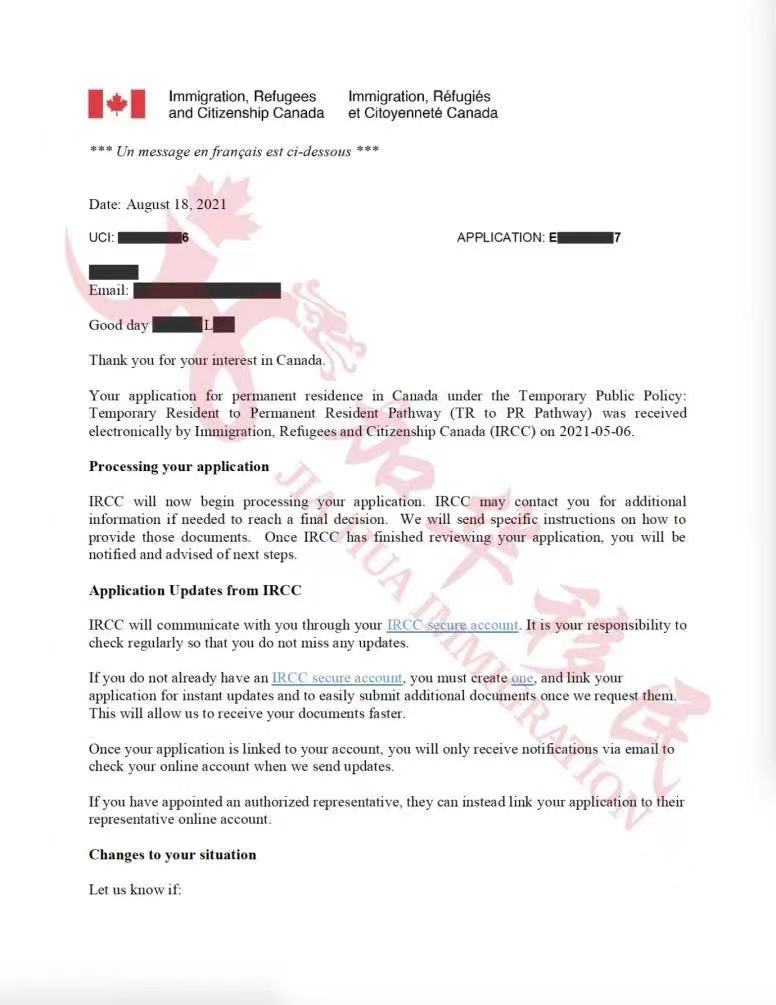 Immigration, Refugees and Citizenship Canada
Immigration, Réfugiés et Citoyenneté Canada
*** Un message en français est ci-dessous ***
Date: August 18, 2021
UCI: 6
APPLICATION: E 7
Email:
Good day L
Thank you for your interest in Canada.
Your application for permanent residence in Canada under the Temporary Public Policy:
Temporary Resident to Permanent Resident Pathway (TR to PR Pathway) was received
electronically by Immigration, Refugees and Citizenship Canada (IRCC) on 2021-05-06.
Processing your application
IRCC will now begin processing your application. IRCC may contact you for additional
information if needed to reach a final decision. We will send specific instructions on how to
provide those documents. Once IRCC has finished reviewing your application, you will be
notified and advised of next steps.
Application Updates from IRCC
IRCC will communicate with you through your IRCC secure account. It is your responsibility to
check regularly so that you do not miss any updates.
If you do not already have an IRCC secure account, you must create one, and link your
application for instant updates and to easily submit additional documents once we request them.
This will allow us to receive your documents faster.
Once your application is linked to your account, you will only receive notifications via email to
check your online account when we send updates.
If you have appointed an authorized representative, they can instead link your application to their
representative online account.
Changes to your situation
Let us know if:
加华移民
JIA HUA IMMIGRATION